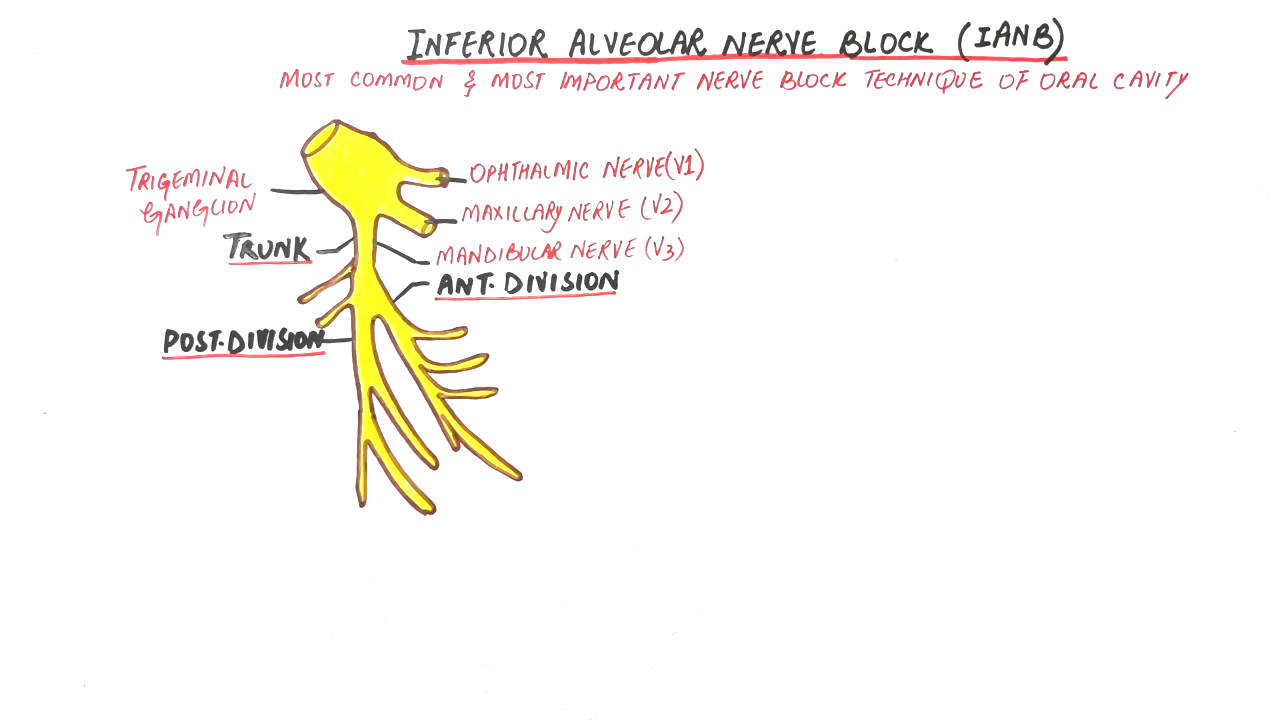 INFERIOR ALVEOLAR NERVE BLOCK (IANB)
MOST COMMON & MOST IMPORTANT NERVE BLOCK TECHNIQUE OF ORAL CAVITY
TRIGEMINAL
GANGLION
OPHTHALMIC NERVE(V1)
MAXILLARY NERVE (V2)
TRUNK
MANDIBULAR NERVE (V3)
ANT. DIVISION
POST. DIVISION